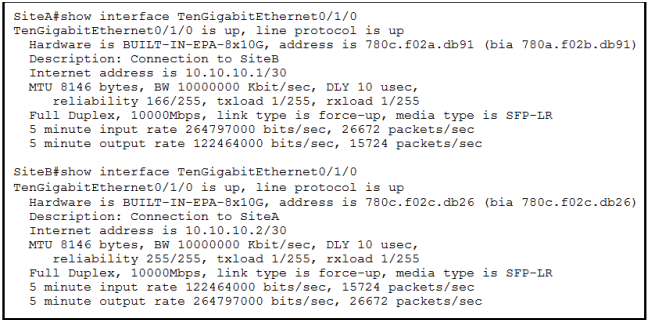 SiteA#show interface TenGigabitEthernet0/1/0
TenGigabitEthernet0/1/0 is up, line protocol is up
Hardware is BUILT-IN-EPA-8x10G, address is 780c.f02a.db91 (bia 780a.f02b.db91)
Description: Connection to SiteB
Internet address is 10.10.10.1/30
MTU 8146 bytes, BW 10000000 Kbit/sec, DLY 10 usec,
reliability 166/255, txload 1/255, rxload 1/255
Full Duplex, 10000Mbps, link type is force-up, media type is SFP-LR
5 minute input rate 264797000 bits/sec, 26672 packets/sec
5 minute output rate 122464000 bits/sec, 15724 packets/sec
SiteB#show interface TenGigabitEthernet0/1/0
TenGigabitEthernet0/1/0 is up, line protocol is up
Hardware is BUILT-IN-EPA-8x10G, address is 780c.f02c.db26 (bia 780c.f02c.db26)
Description: Connection to SiteA
Internet address is 10.10.10.2/30
MTU 8146 bytes, BW 10000000 Kbit/sec, DLY 10 usec,
reliability 255/255, txload 1/255, rxload 1/255
Full Duplex, 10000Mbps, link type is force-up, media type is SFP-LR
5 minute input rate 122464000 bits/sec, 15724 packets/sec
5 minute output rate 264797000 bits/sec, 26672 packets/sec